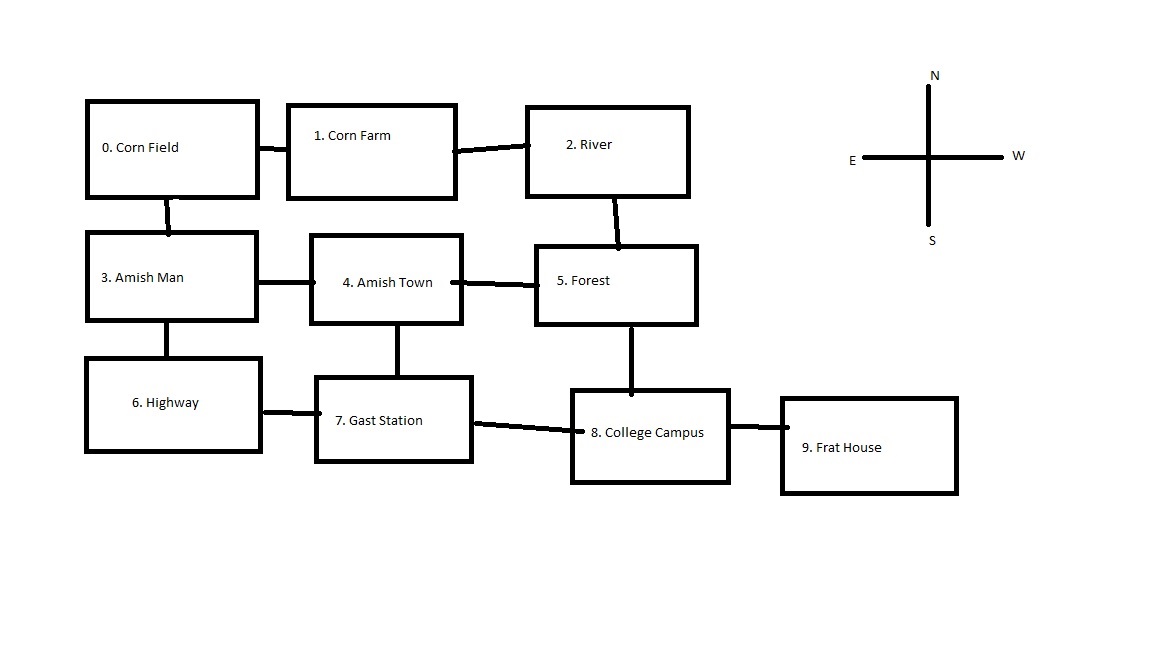 N
0. Corn Field
1. Corn Farm
2. River
E
W
S
3. Amish Man
4. Amish Town
5. Forest
6. Highway
7. Gast Station
8. College Campus
9. Frat House